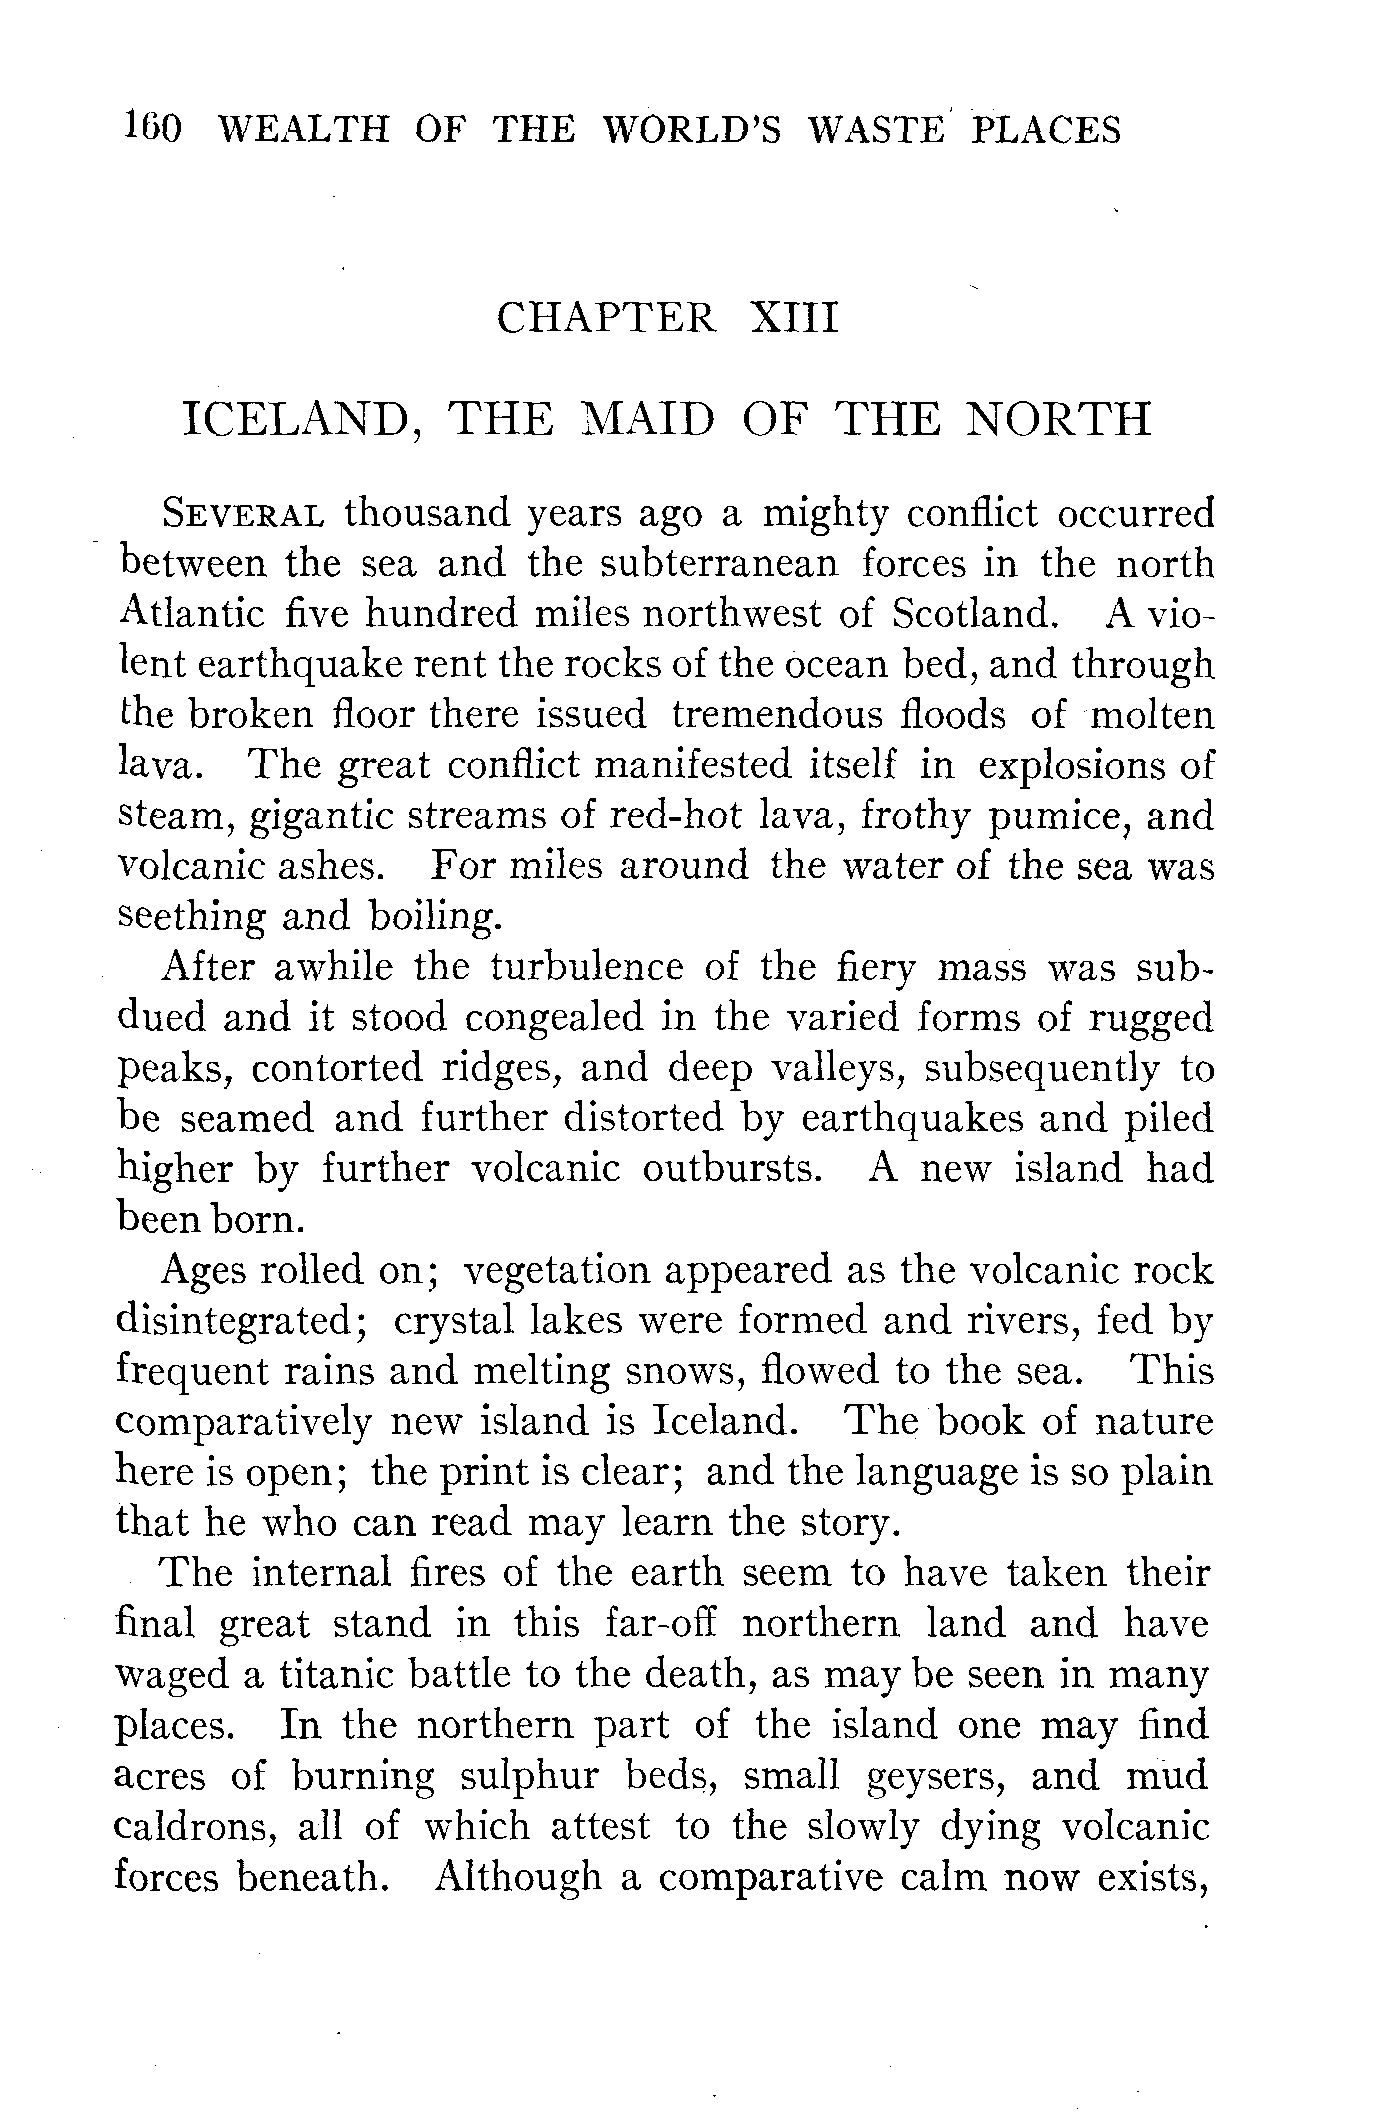 160 WEALTH OF THE WORLD'S WASTE PLACES
CHAPTER XIII
ICELAND, THE MAID OF THE NORTH
SEVERAL thousand years ago a mighty conflict occurred
between the sea and the subterranean forces in the north
Atlantic five hundred miles northwest of Scotland. A vio-
lent earthquake rent the rocks of the ocean bed, and through
the broken floor there issued tremendous floods of molten
lava. The great conflict manifested itself in explosions of
steam, gigantic streams of red-hot lava, frothy pumice, and
volcanic ashes. For miles around the water of the sea was
seething and boiling.
After awhile the turbulence of the fiery mass was sub-
dued and it stood congealed in the varied forms of rugged
peaks, contorted ridges, and deep valleys, subsequently to
be seamed and further distorted by earthquakes and piled
higher by further volcanic outbursts. A new island had
been born.
Ages rolled on; vegetation appeared as the volcanic rock
disintegrated; crystal lakes were formed and rivers, fed by
frequent rains and melting snows, flowed to the sea. This
comparatively new island is Iceland. The book of nature
here is open; the print is clear; and the language is so plain
that he who can read may learn the story.
The internal fires of the earth seem to have taken their
final great stand in this far-off northern land and have
waged a titanic battle to the death, as may be seen in many
places. In the northern part of the island one may find
acres of burning sulphur beds, small geysers, and mud
caldrons, all of which attest to the slowly dying volcanic
forces beneath. Although a comparative calm now exists,